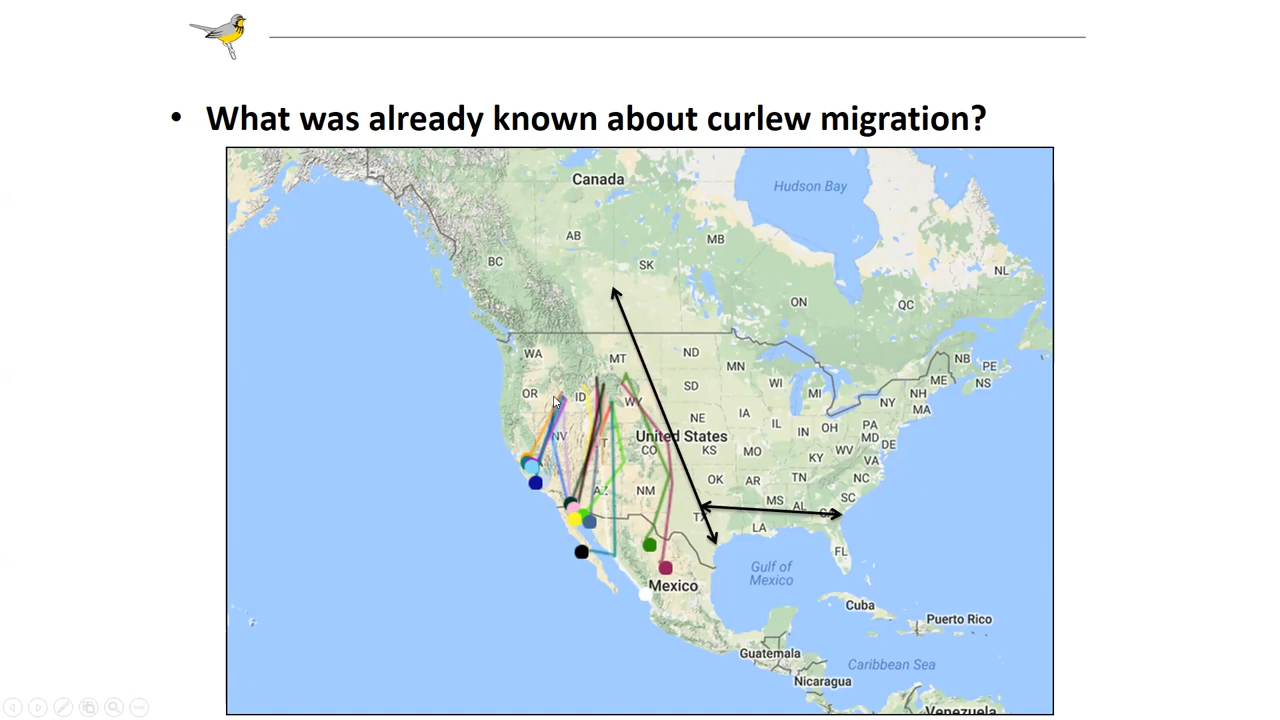 • What was already known about curlew migration?
Canada
Hudson Bay
AB
MB
BC
SK
NL
ON
QC
WA
MT
ND
MN
NB
PE
OR
ID
WY
SD
WI
MI
ME
NS
NH
NY
MA
NE
IA
IL
IN
OH
PA
MD
DE
NV
United States
CO
KS
MO
KY
WV
VA
AZ
NM
OK
AR
TN
NC
SC
MS
AL
GA
TX
LA
FL
Gulf of
Mexico
Mexico
Cuba
Puerto Rico
Guatemala
Caribbean Sea
Nicaragua
Venezuela